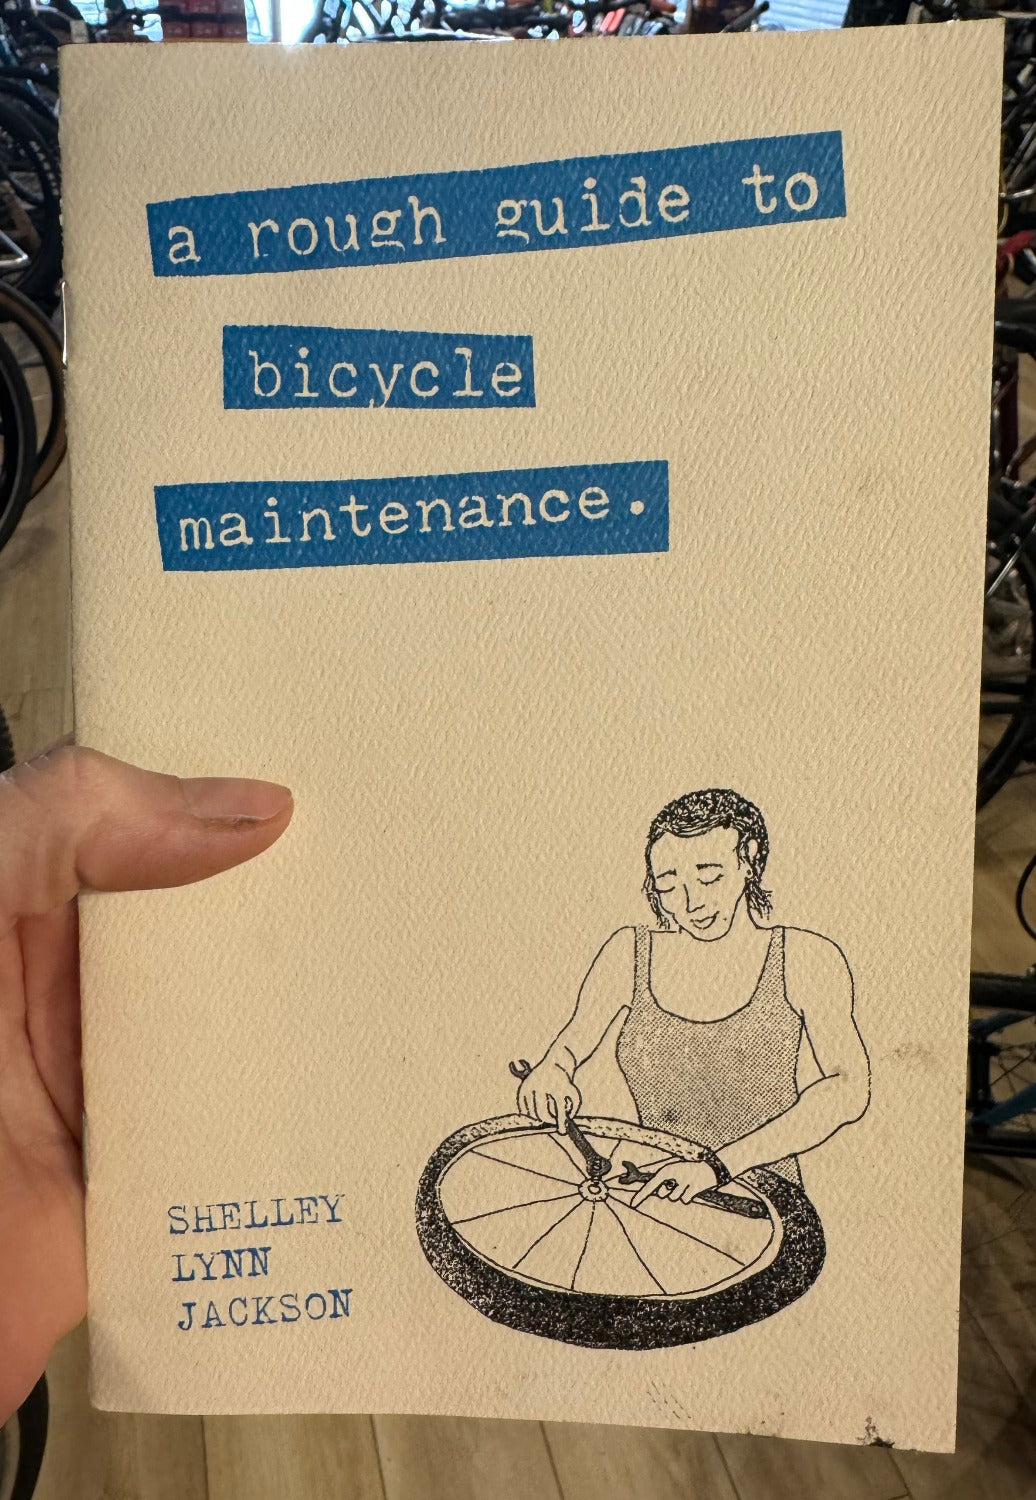 a rough guide to
bicycle
maintenance.
SHELLEY
LYNN
JACKSON